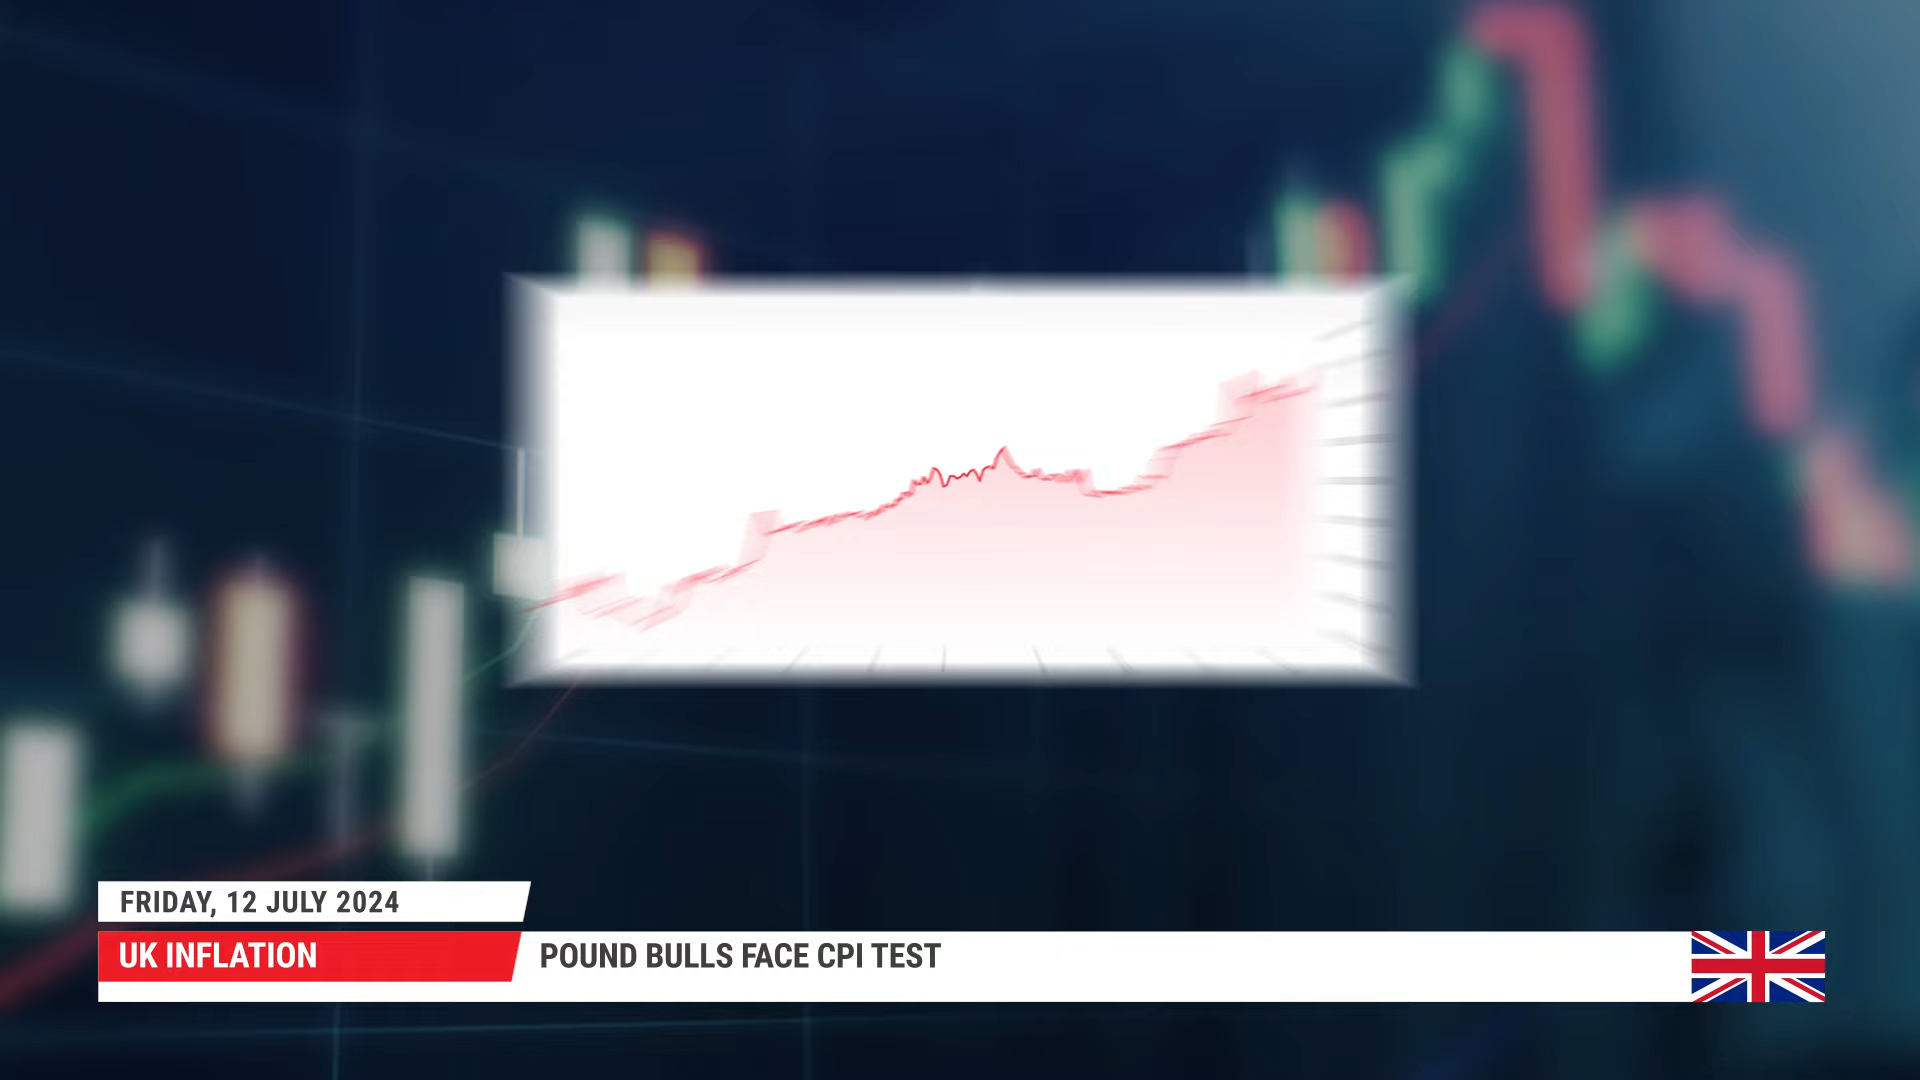 FRIDAY, 12 JULY 2024
UK INFLATION
POUND BULLS FACE CPI TEST